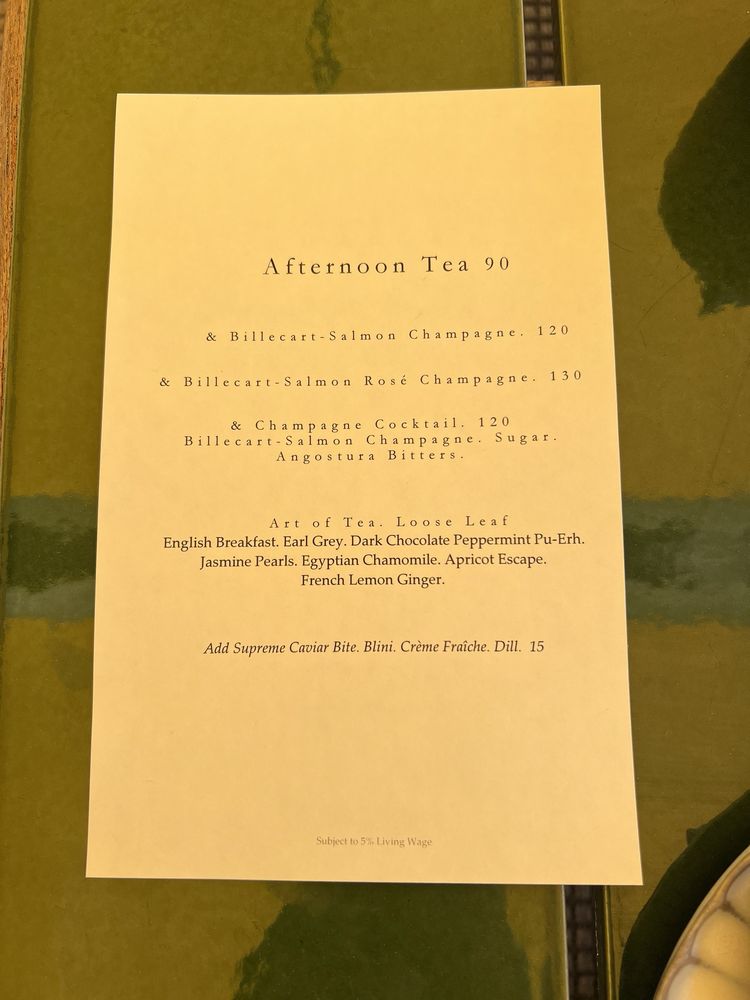 Afternoon Tea 90
& Billecart-Salmon Champagne. 120
& Billecart-Salmon Rosé Champagne. 130
& Champagne Cocktail. 120
Billecart-Salmon Champagne. Sugar.
Angostura Bitters.
Art of Tea. Loose Leaf
English Breakfast. Earl Grey. Dark Chocolate Peppermint Pu-Erh.
Jasmine Pearls. Egyptian Chamomile. Apricot Escape.
French Lemon Ginger.
Add Supreme Caviar Bite. Blini. Crème Fraîche. Dill. 15
Subject to 5% Living Wage